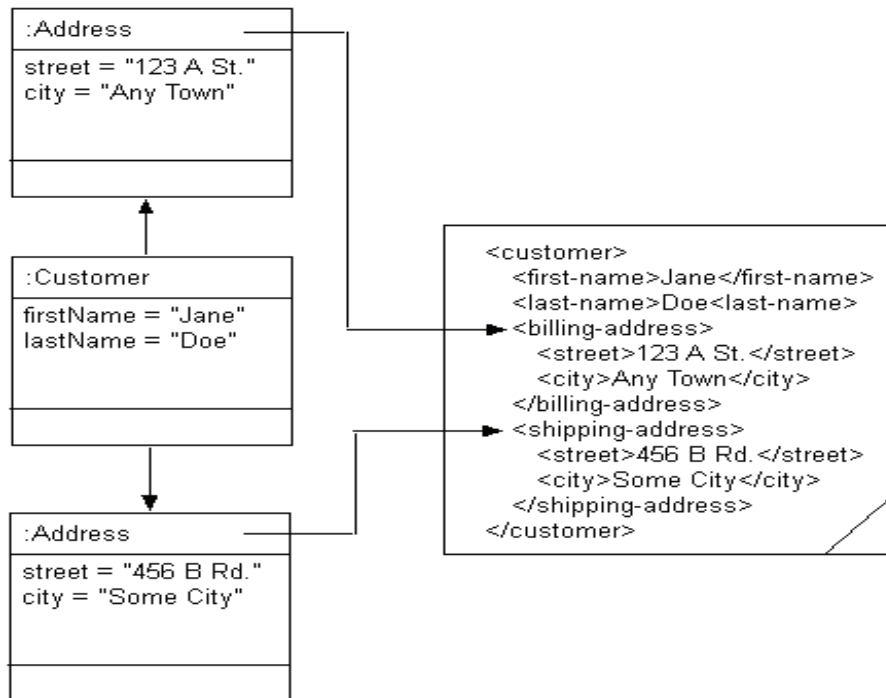 :Address
street = "123 A St."
city = "Any Town"
:Customer
firstName = "Jane"
lastName = "Doe"
:Address
street = "456 B Rd."
city = "Some City"
<customer>
<first-name>Jane</first-name>
<last-name>Doe<last-name>
<billing-address>
<street>123 A St.</street>
<city>Any Town</city>
</billing-address>
<shipping-address>
<street>456 B Rd.</street>
<city>Some City</city>
</shipping-address>
</customer>